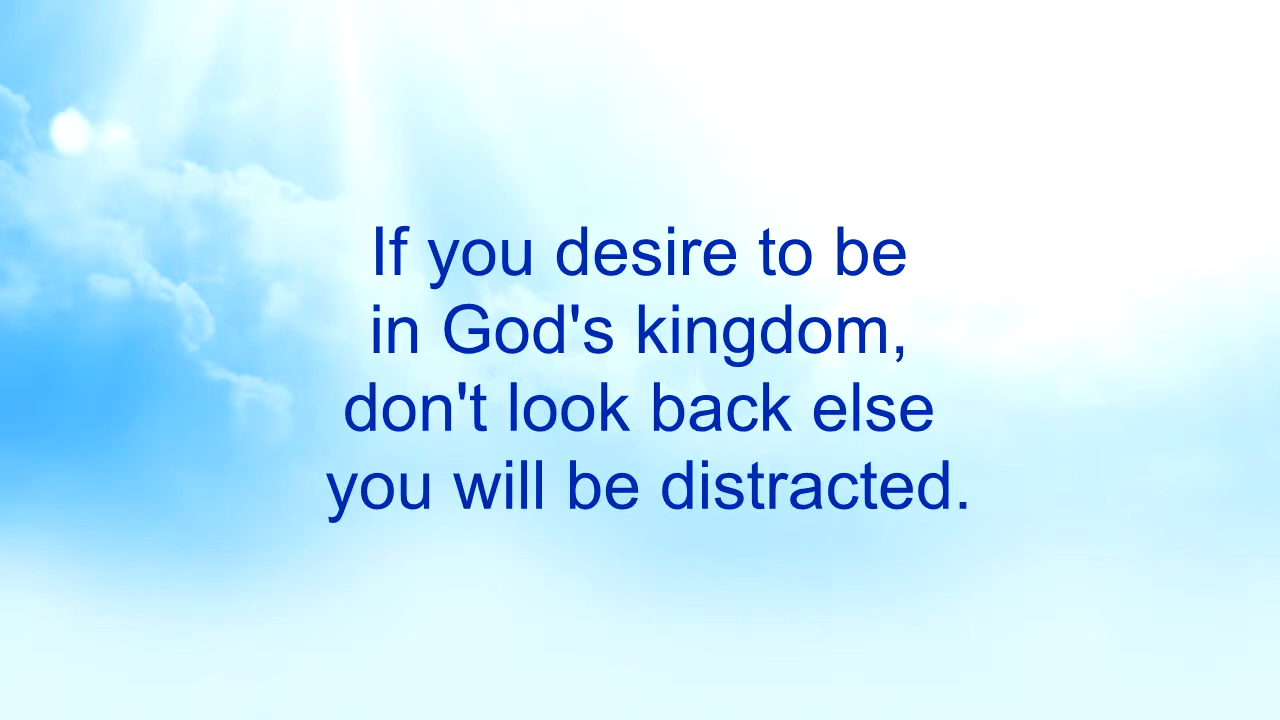 If you desire to be
in God's kingdom,
don't look back else
you will be distracted.